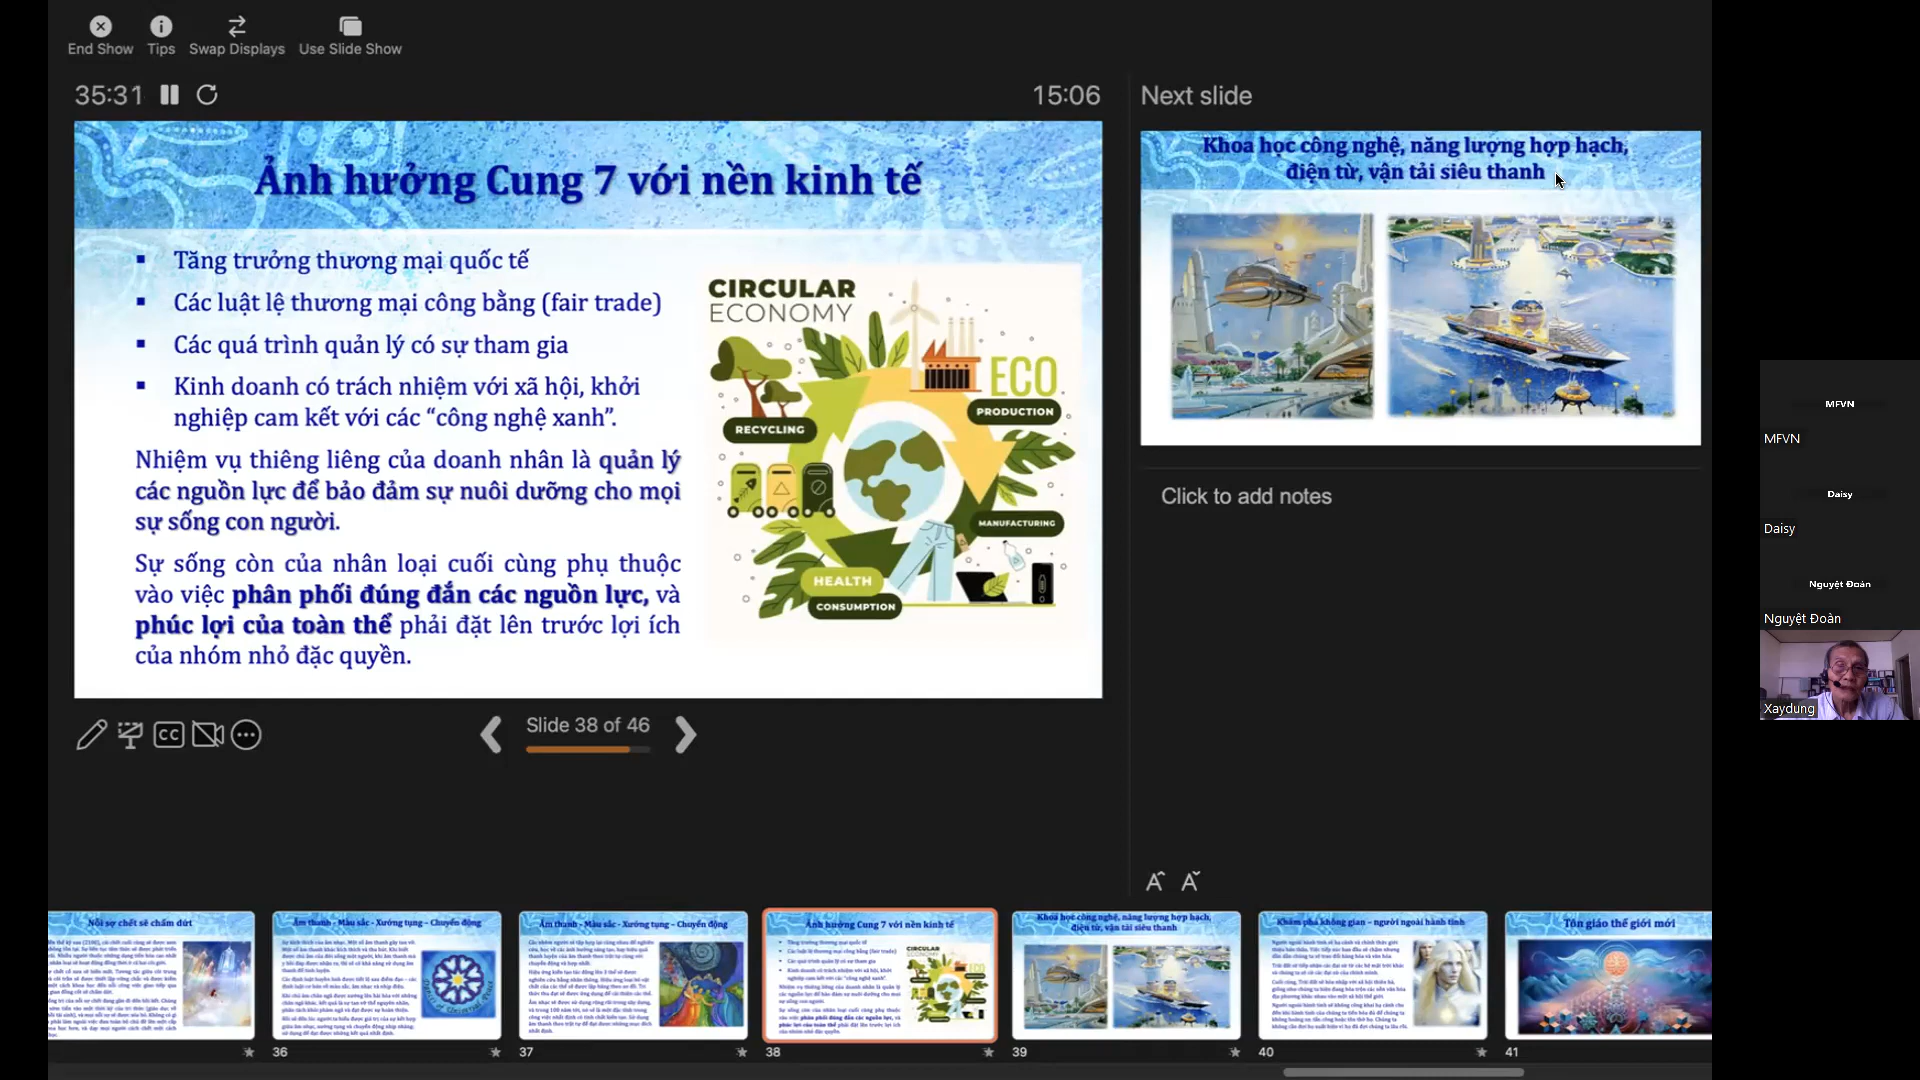 End Show
Tips
Swap Displays
Use Slide Show
35:31
15:06
Next slide
Ảnh hưởng Cung 7 với nền kinh tế
▪ Tăng trưởng thương mại quốc tế
▪ Các luật lệ thương mại công bằng (fair trade)
▪ Các quá trình quản lý có sự tham gia
▪ Kinh doanh có trách nhiệm với xã hội, khởi
nghiệp cam kết với các “công nghệ xanh”.
Nhiệm vụ thiêng liêng của doanh nhân là quản lý
các nguồn lực để bảo đảm sự nuôi dưỡng cho mọi
sự sống con người.
Sự sống còn của nhân loại cuối cùng phụ thuộc
vào việc phân phối đúng đắn các nguồn lực, và
phúc lợi của toàn thể phải đặt lên trước lợi ích
của nhóm nhỏ đặc quyền.
CIRCULAR
ECONOMY
ECO
PRODUCTION
RECYCLING
MANUFACTURING
HEALTH
CONSUMPTION
Khoa học công nghệ, năng lượng hợp hạch,
điện từ, vận tải siêu thanh
Click to add notes
MFVN
MFVN
Daisy
Daisy
Nguyệt Đoàn
Nguyệt Đoàn
Xaydung
CC
Slide 38 of 46
Nỗi sợ chết sẽ chấm dứt
Âm thanh - Màu sắc - Xướng tụng - Chuyển động
36
Âm thanh - Màu sắc - Xướng tụng - Chuyển động
37
Ảnh hưởng Cung 7 với nền kinh tế
38
Khoa học công nghệ, năng lượng hợp hạch,
điện từ, vận tải siêu thanh
39
Khám phá không gian – người ngoài hành tinh
40
Tôn giáo thế giới mới
41